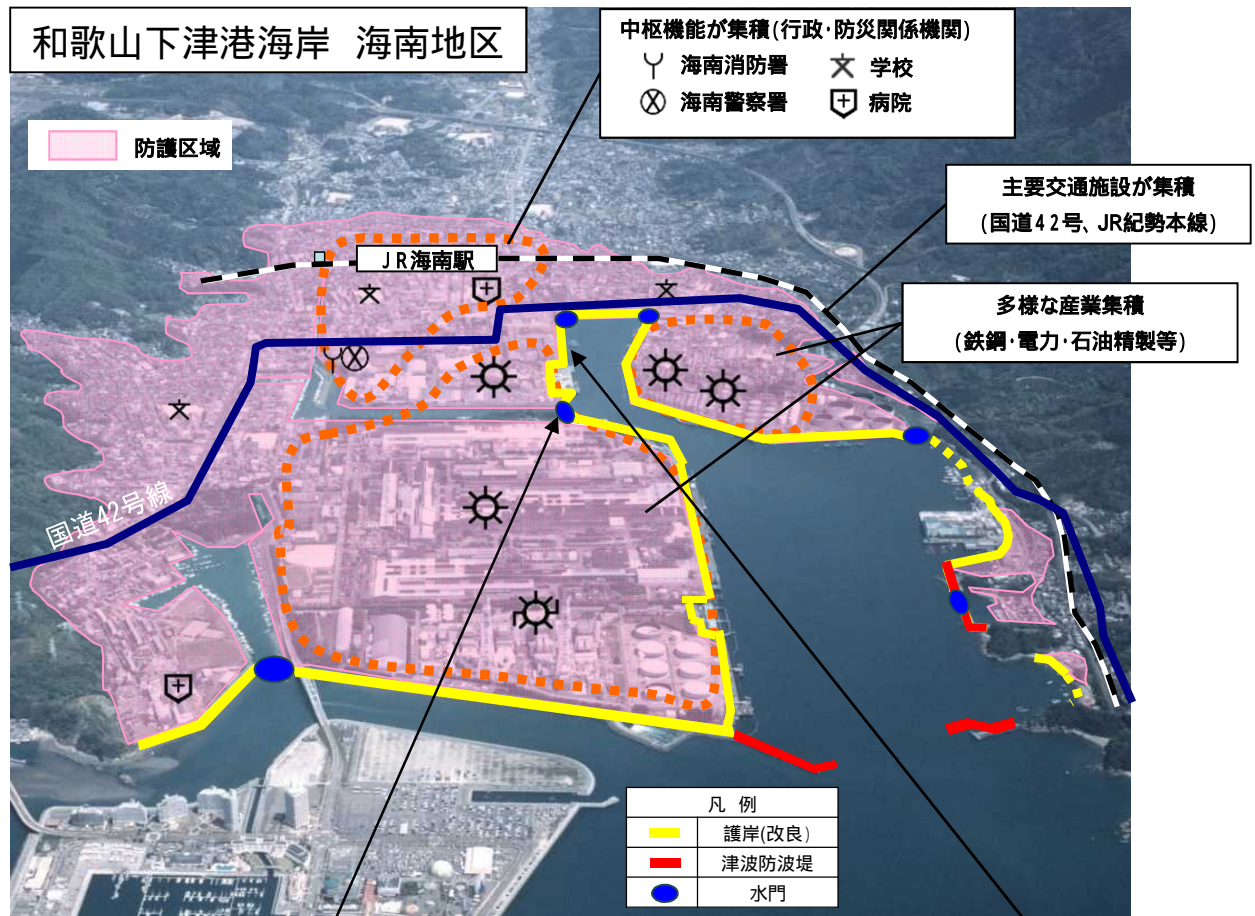 和歌山下津港海岸 海南地区
中枢機能が集積(行政・防災関係機関)
海南消防署
学校
海南警察署
病院
防護区域
主要交通施設が集積
(国道42号、JR紀勢本線)
JR海南駅
多様な産業集積
(鉄鋼・電力・石油精製等)
国道42号線
凡 例
護岸(改良)
津波防波堤
水門